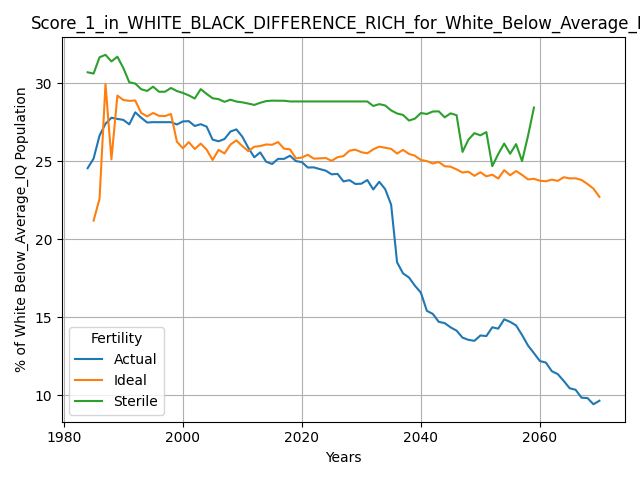 Score_1_in_WHITE_BLACK_DIFFERENCE_RICH_for_White_Below_Average_I
% of White Below_Average_IQ Population
30
25
20
15
10
Fertility
Actual
Ideal
Sterile
1980 2000 2020 2040 2060
Years